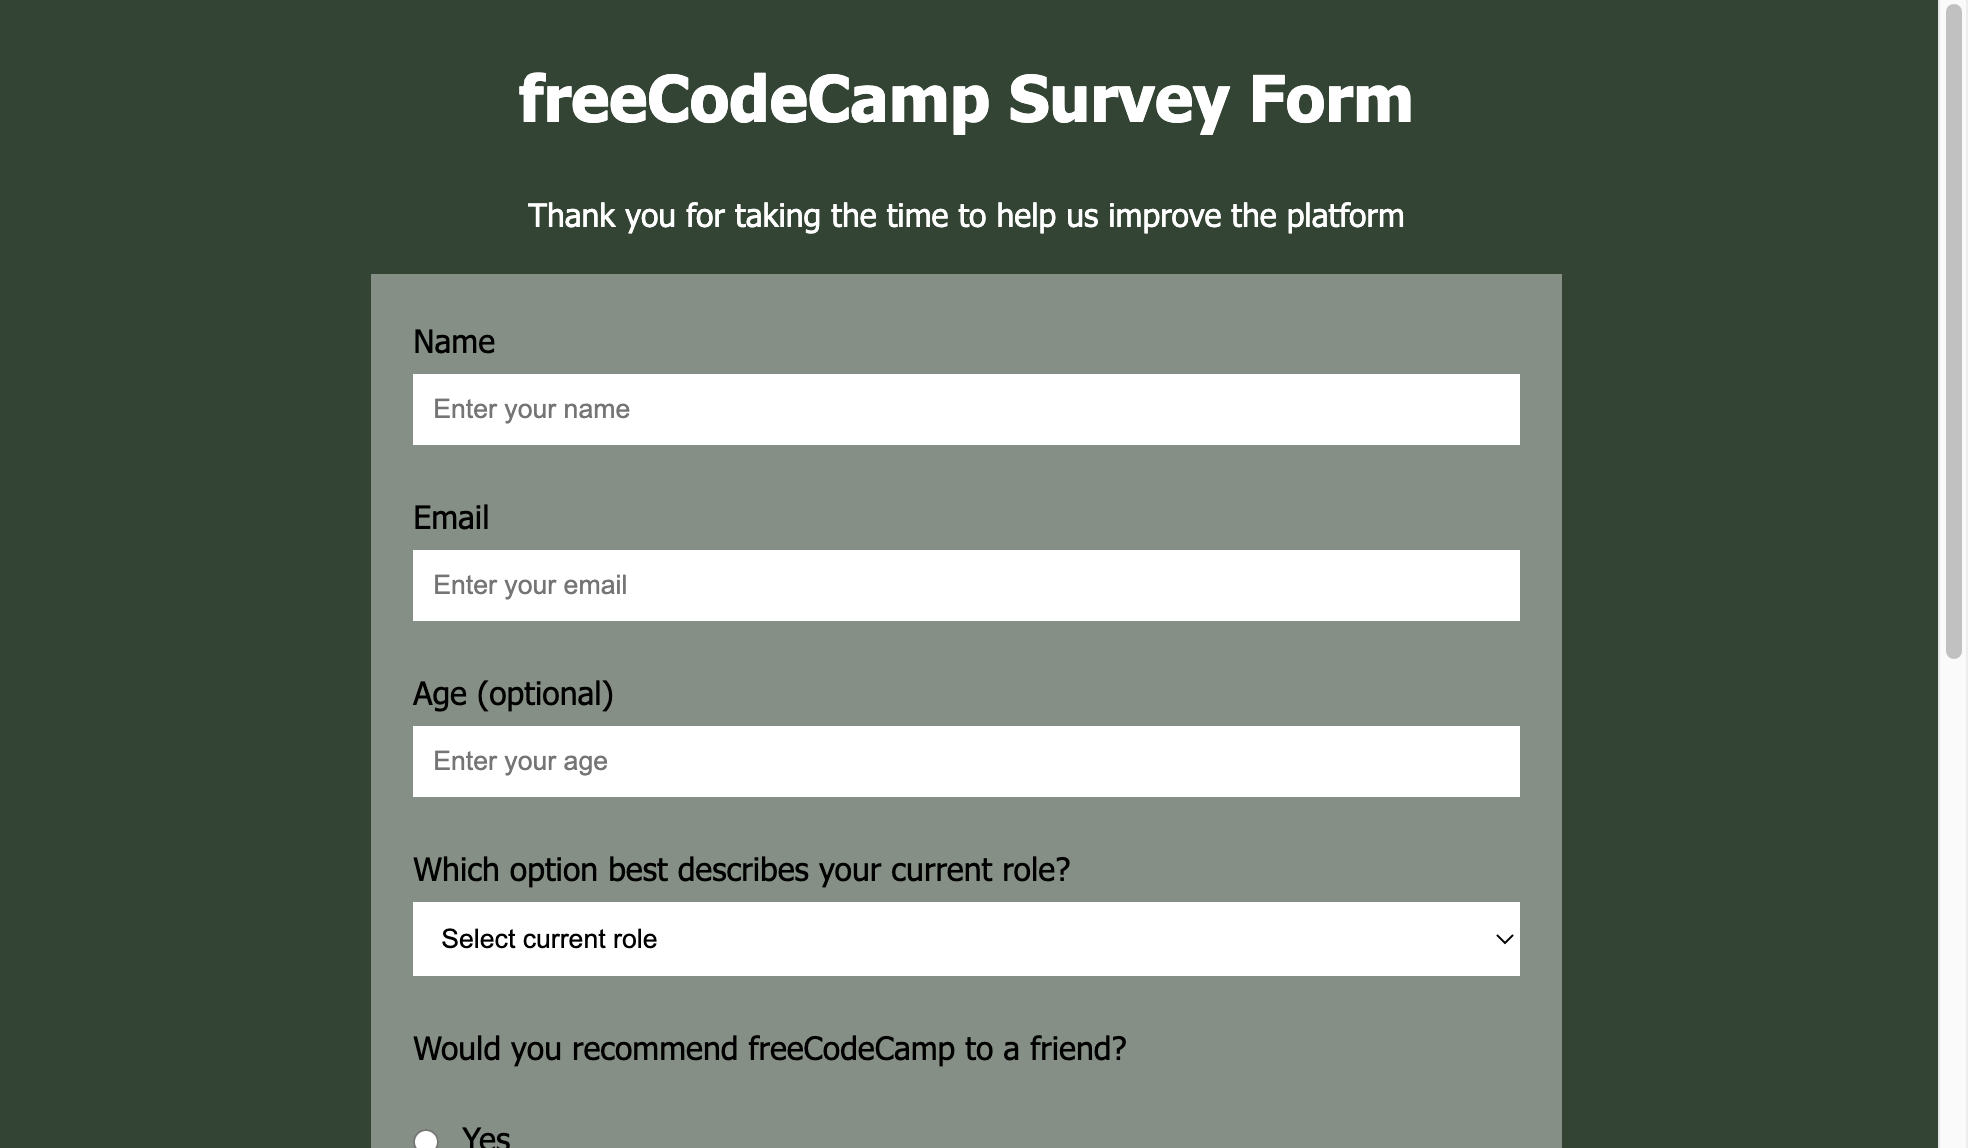 freeCodeCamp Survey Form
Thank you for taking the time to help us improve the platform
Name
Enter your name
Email
Enter your email
Age (optional)
Enter your age
Which option best describes your current role?
Select current role
Would you recommend freeCodeCamp to a friend?
Yes